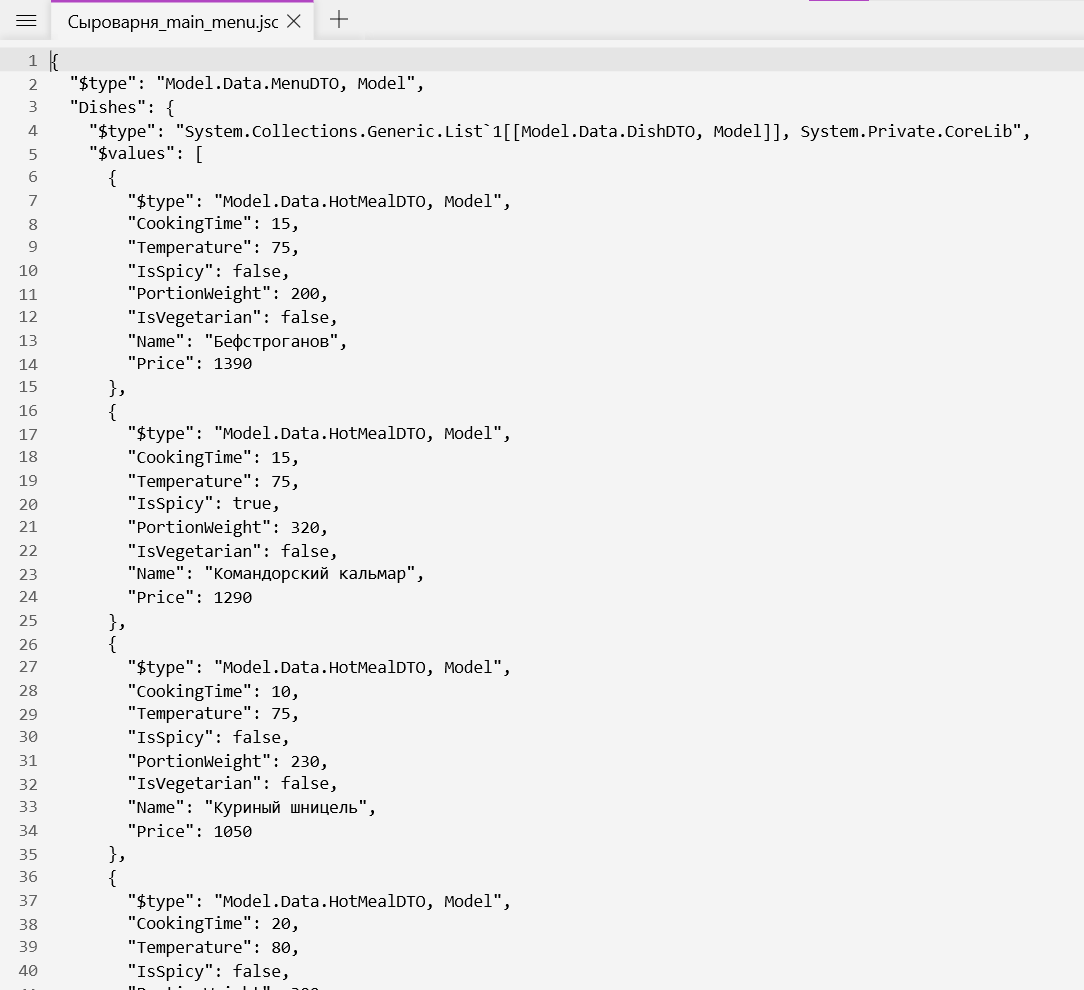 Сыроварня_main_menu.jsc
1 {
2 "$type": "Model.Data.MenuDTO, Model",
3 "Dishes": {
4 "$type": "System.Collections.Generic.List`1[[Model.Data.DishDTO, Model]], System.Private.CoreLib",
5 "$values": [
6 {
7 "$type": "Model.Data.HotMealDTO, Model",
8 "CookingTime": 15,
9 "Temperature": 75,
10 "IsSpicy": false,
11 "PortionWeight": 200,
12 "IsVegetarian": false,
13 "Name": "Бефстроганов",
14 "Price": 1390
15 },
16 {
17 "$type": "Model.Data.HotMealDTO, Model",
18 "CookingTime": 15,
19 "Temperature": 75,
20 "IsSpicy": true,
21 "PortionWeight": 320,
22 "IsVegetarian": false,
23 "Name": "Командорский кальмар",
24 "Price": 1290
25 },
26 {
27 "$type": "Model.Data.HotMealDTO, Model",
28 "CookingTime": 10,
29 "Temperature": 75,
30 "IsSpicy": false,
31 "PortionWeight": 230,
32 "IsVegetarian": false,
33 "Name": "Куриный шницель",
34 "Price": 1050
35 },
36 {
37 "$type": "Model.Data.HotMealDTO, Model",
38 "CookingTime": 20,
39 "Temperature": 80,
40 "IsSpicy": false,